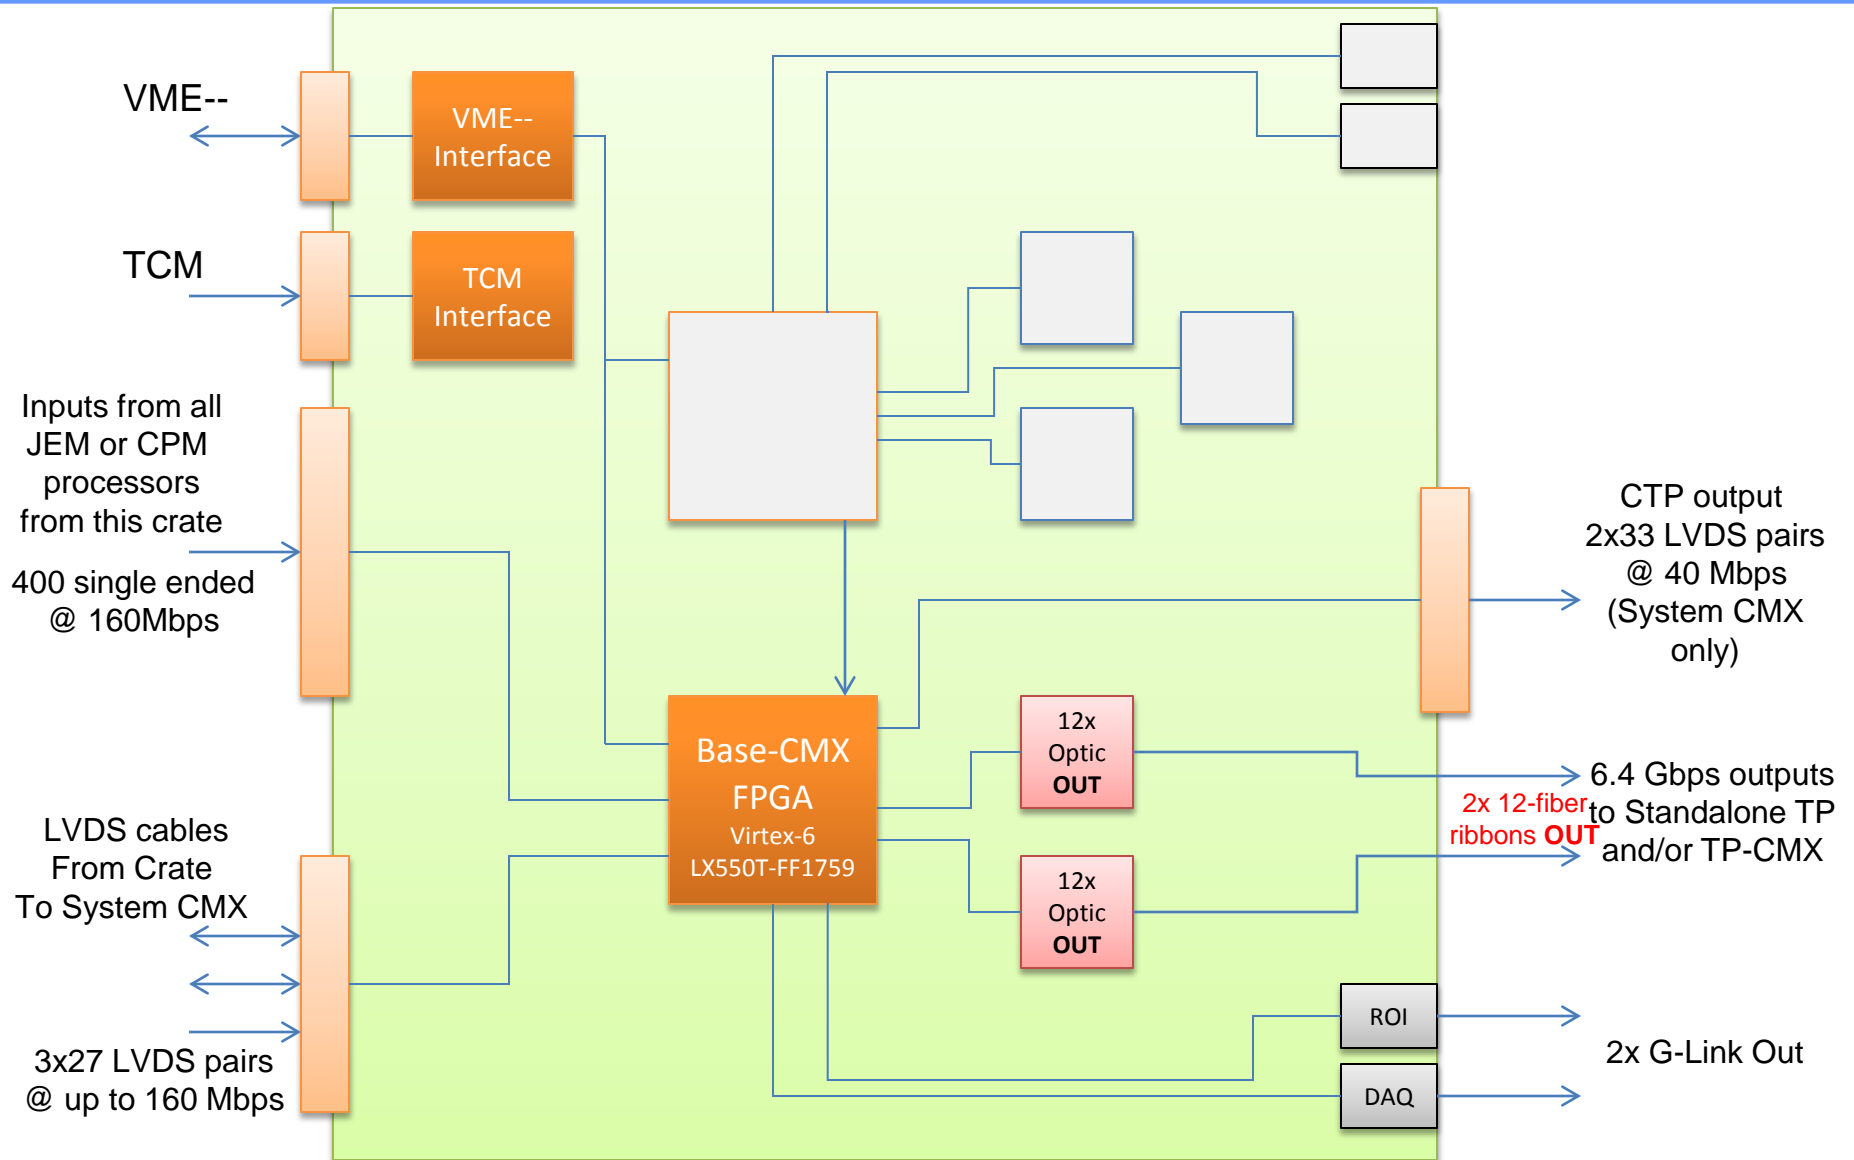 VME--
VME--
Interface
TCM
TCM
Interface
Inputs from all
JEM or CPM
processors
from this crate
400 single ended
@ 160Mbps
CTP output
2x33 LVDS pairs
@ 40 Mbps
(System CMX
only)
Base-CMX
FPGA
Virtex-6
LX550T-FF1759
12x
Optic
OUT
12x
Optic
OUT
2x 12-fiber
ribbons OUT
6.4 Gbps outputs
to Standalone TP
and/or TP-CMX
LVDS cables
From Crate
To System CMX
3x27 LVDS pairs
@ up to 160 Mbps
ROI
DAQ
2x G-Link Out